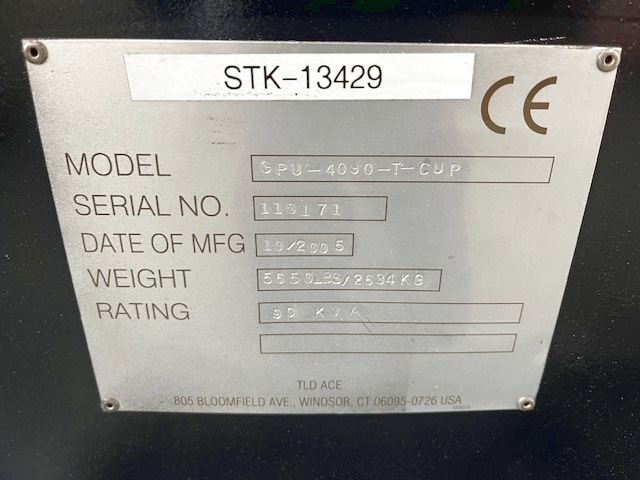 STK-13429
CE
MODEL GPU-4090-T-CUP
SERIAL NO. 110171
DATE OF MFG 10/2005
WEIGHT 5650LBS/2634KG
RATING 90 KVA
TLD ACE
805 BLOOMFIELD AVE., WINDSOR, CT 06095-0726 USA